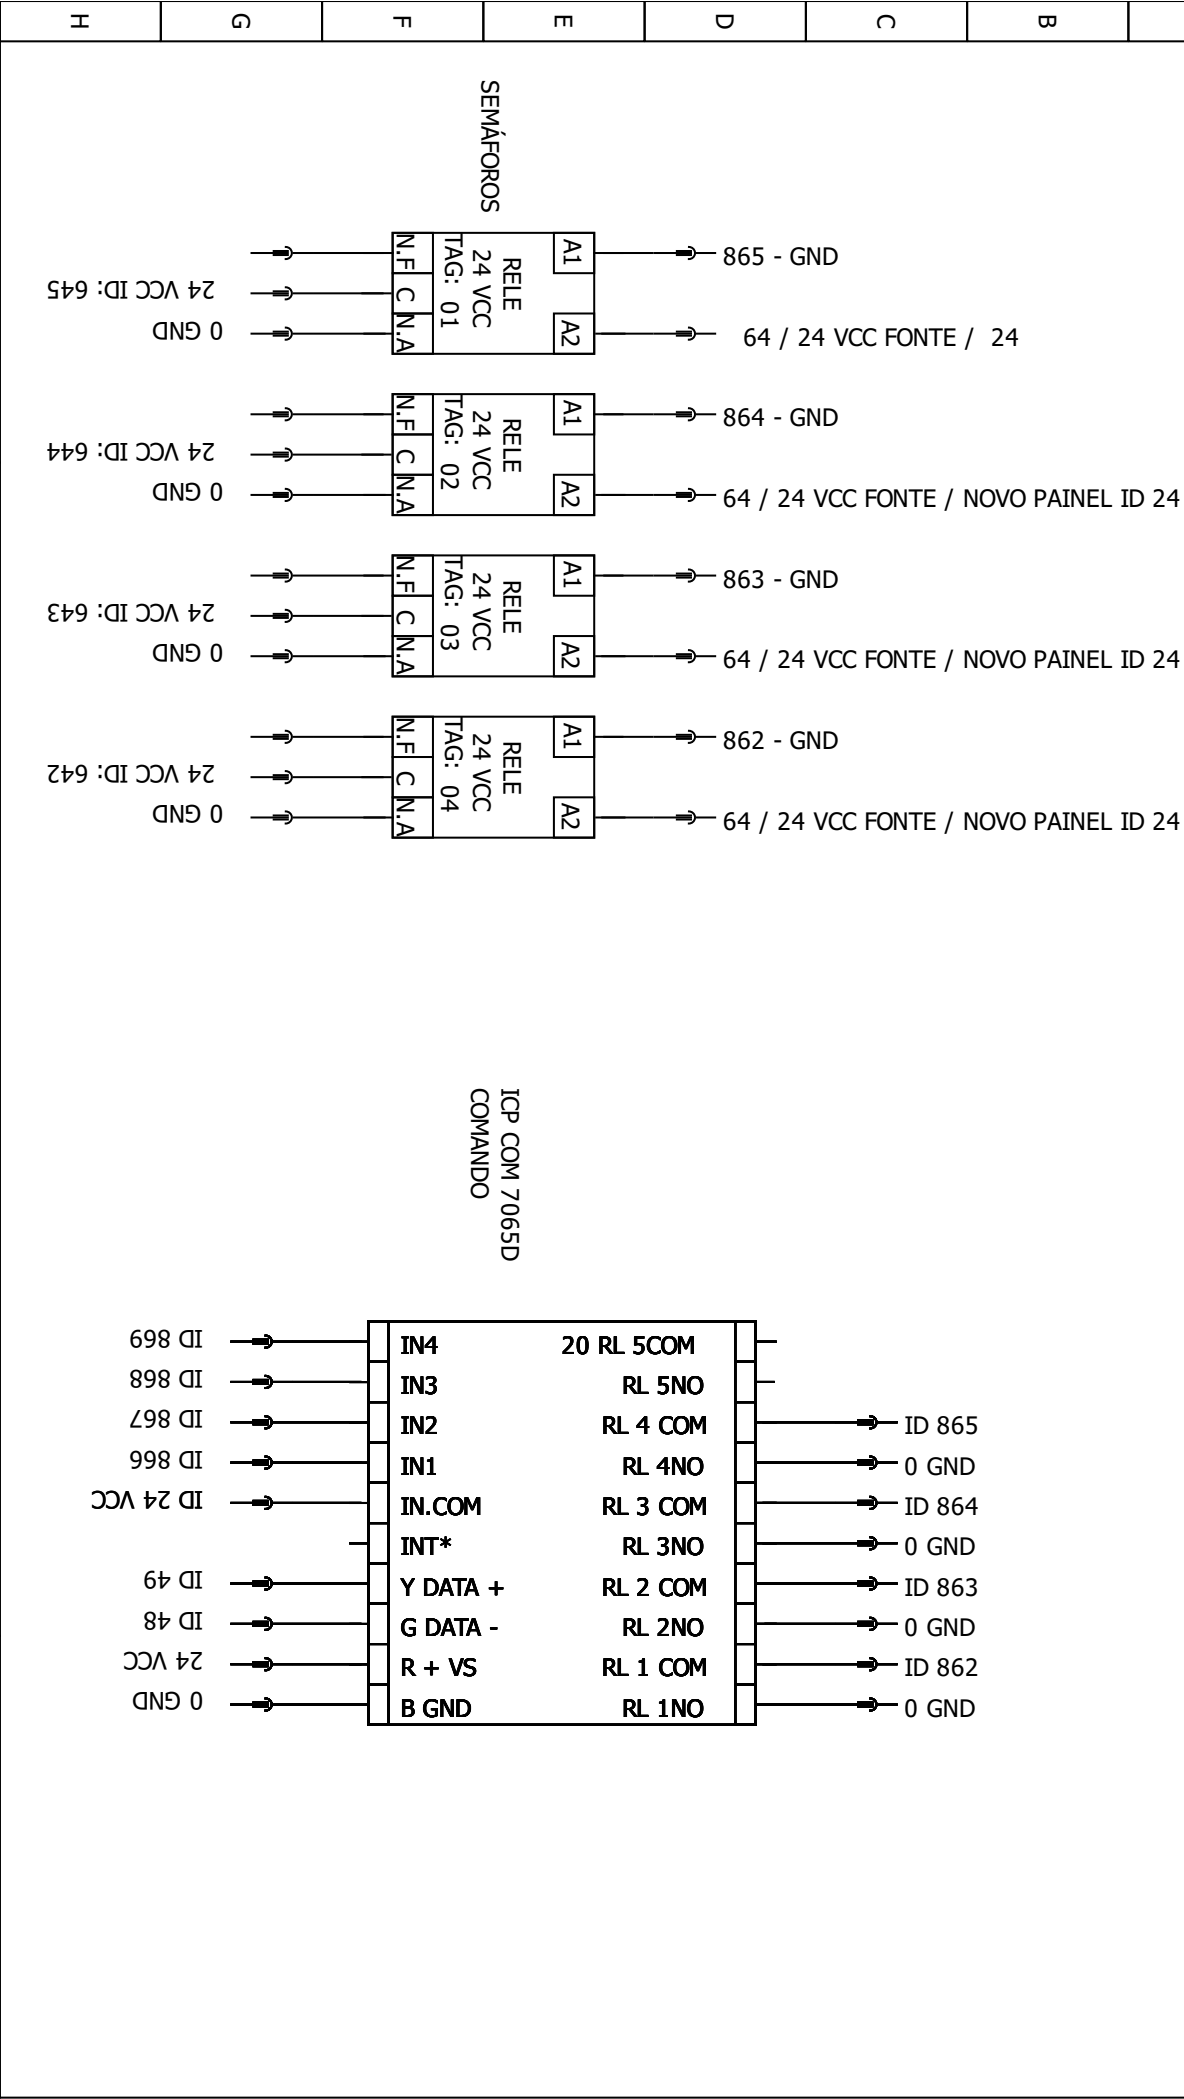 H
G
F
E
D
C
B
SEMÁFOROS
N.F
C
N.A
TAG: 01
24 VCC
RELE
A1
A2
865 - GND
64 / 24 VCC FONTE / 24
24 VCC ID: 645
0 GND
N.F
C
N.A
TAG: 02
24 VCC
RELE
A1
A2
864 - GND
64 / 24 VCC FONTE / NOVO PAINEL ID 24
24 VCC ID: 644
0 GND
N.F
C
N.A
TAG: 03
24 VCC
RELE
A1
A2
863 - GND
64 / 24 VCC FONTE / NOVO PAINEL ID 24
24 VCC ID: 643
0 GND
N.F
C
N.A
TAG: 04
24 VCC
RELE
A1
A2
862 - GND
64 / 24 VCC FONTE / NOVO PAINEL ID 24
24 VCC ID: 642
0 GND
ICP COM 7065D
COMANDO
ID 869
ID 868
ID 867
ID 866
ID 24 VCC
ID 49
ID 48
24 VCC
0 GND
IN4
IN3
IN2
IN1
IN.COM
INT*
Y DATA +
G DATA -
R + VS
B GND
20 RL 5COM
RL 5NO
RL 4 COM
RL 4NO
RL 3 COM
RL 3NO
RL 2 COM
RL 2NO
RL 1 COM
RL 1NO
ID 865
0 GND
ID 864
0 GND
ID 863
0 GND
ID 862
0 GND